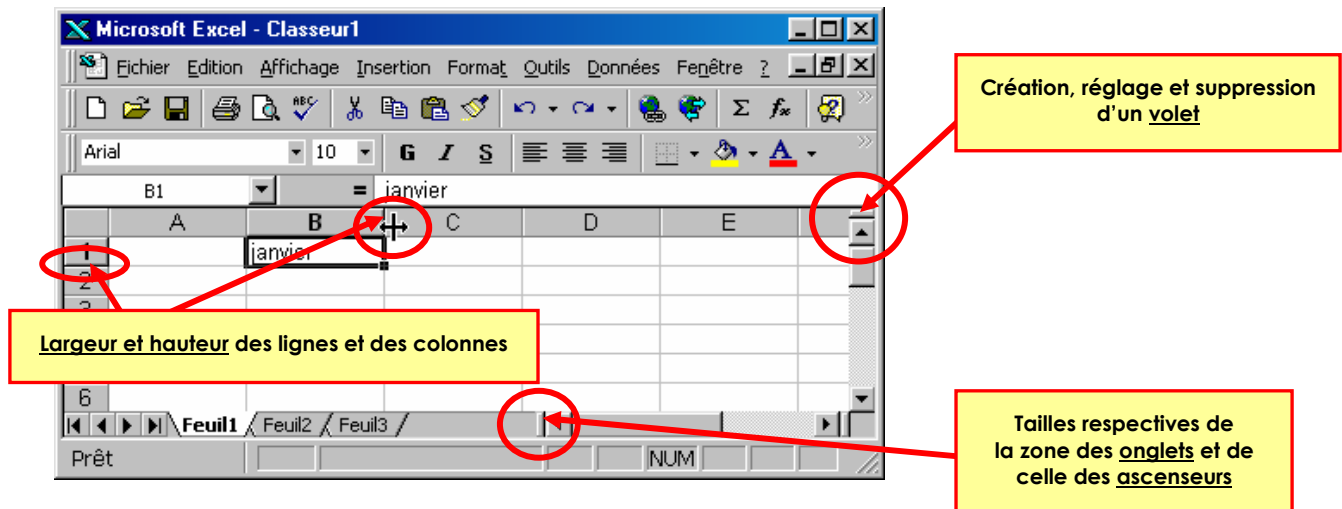 Microsoft Excel - Classeur1
Fichier Edition Affichage Insertion Format Outils Données Fenêtre ?
ABC Σ fx
Arial 10 G I S A
B1 = janvier
A B C D E
1 janvier
2
6
Feuil1 Feuil2 Feuil3
Prêt NUM
Création, réglage et suppression
d'un volet
Largeur et hauteur des lignes et des colonnes
Tailles respectives de
la zone des onglets et de
celle des ascenseurs